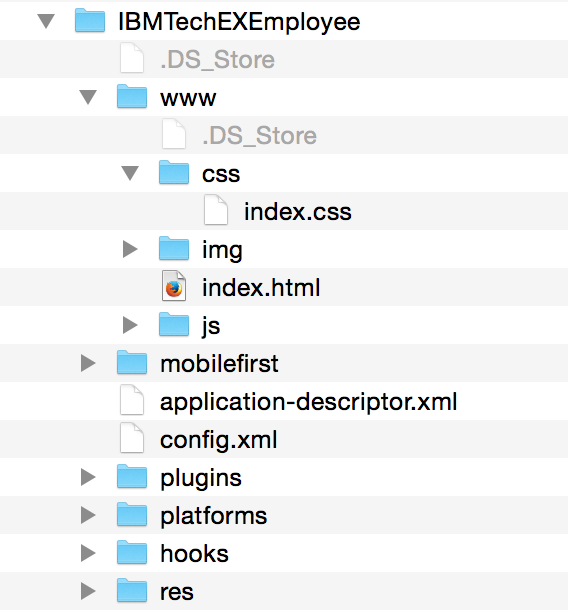 IBMTechEXEmployee
.DS_Store
www
.DS_Store
css
index.css
img
index.html
js
mobilefirst
application-descriptor.xml
config.xml
plugins
platforms
hooks
res